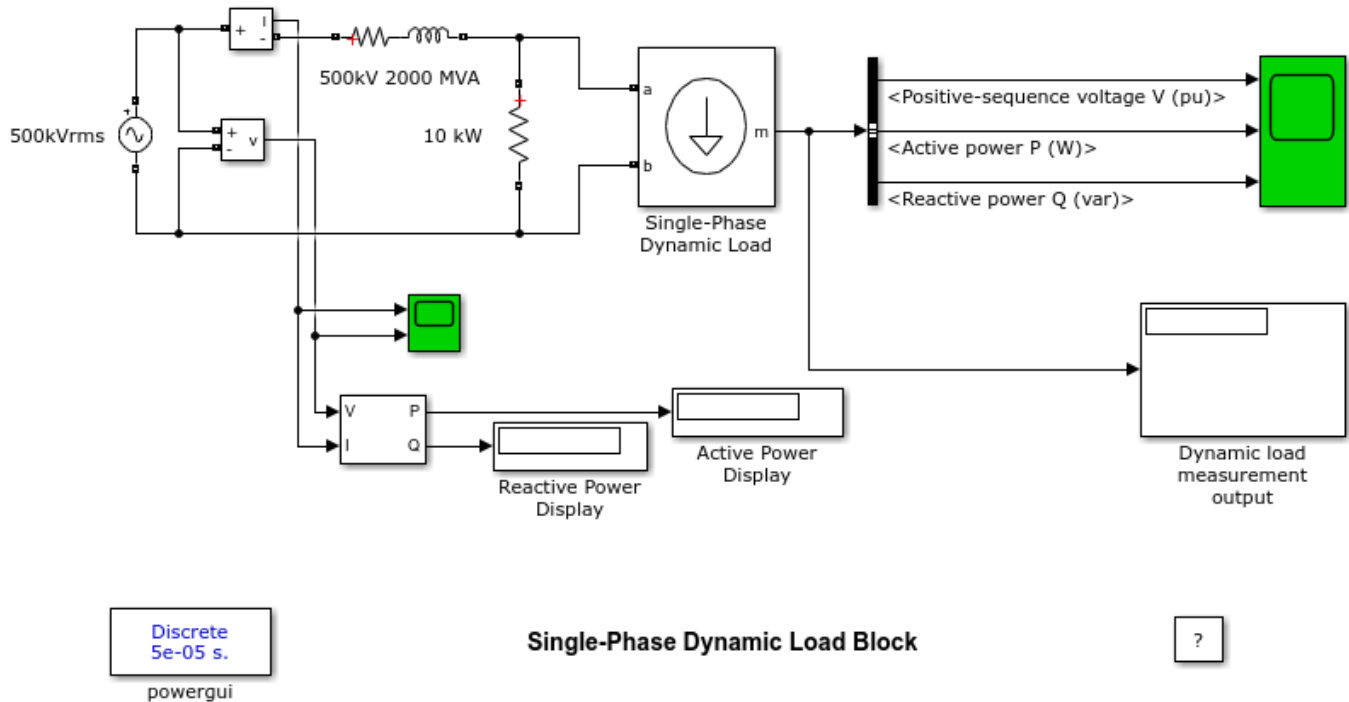 +
I
-
500kV 2000 MVA
500kVrms
+
+
-
v
10 kW
a
b
m
Single-Phase
Dynamic Load
<Positive-sequence voltage V (pu)>
<Active power P (W)>
<Reactive power Q (var)>
V
I
P
Q
Reactive Power
Display
Active Power
Display
Dynamic load
measurement
output
Discrete
5e-05 s.
powergui
Single-Phase Dynamic Load Block
?